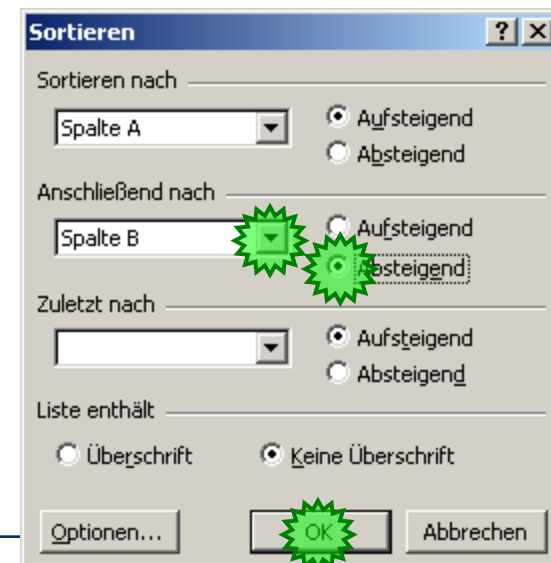 Sortieren
Sortieren nach
Spalte A
Aufsteigend
Absteigend
Anschließend nach
Spalte B
Aufsteigend
Absteigend
Zuletzt nach
Aufsteigend
Absteigend
Liste enthält
Überschrift
Keine Überschrift
Optionen...
OK
Abbrechen